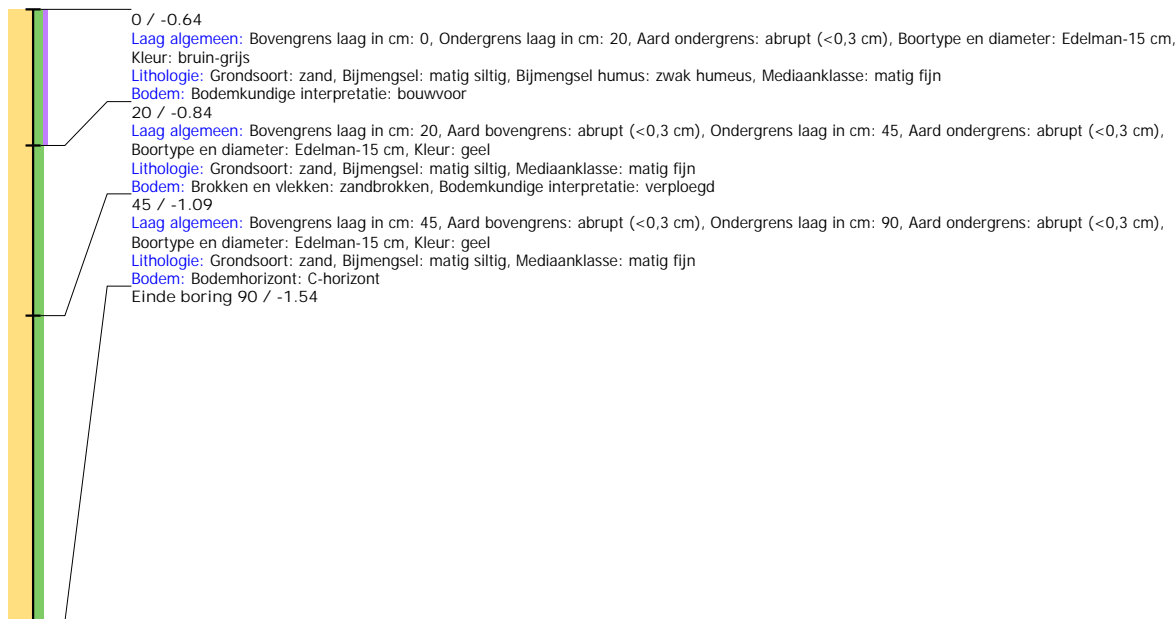 0 / -0.64
Laag algemeen: Bovengrens laag in cm: 0, Ondergrens laag in cm: 20, Aard ondergrens: abrupt (<0,3 cm), Boortype en diameter: Edelman-15 cm,
Kleur: bruin-grijs
Lithologie: Grondsoort: zand, Bijmengsel: matig siltig, Bijmengsel humus: zwak humeus, Mediaanklasse: matig fijn
Bodem: Bodemkundige interpretatie: bouwvoor
20 / -0.84
Laag algemeen: Bovengrens laag in cm: 20, Aard bovengrens: abrupt (<0,3 cm), Ondergrens laag in cm: 45, Aard ondergrens: abrupt (<0,3 cm),
Boortype en diameter: Edelman-15 cm, Kleur: geel
Lithologie: Grondsoort: zand, Bijmengsel: matig siltig, Mediaanklasse: matig fijn
Bodem: Brokken en vlekken: zandbrokken, Bodemkundige interpretatie: verploegd
45 / -1.09
Laag algemeen: Bovengrens laag in cm: 45, Aard bovengrens: abrupt (<0,3 cm), Ondergrens laag in cm: 90, Aard ondergrens: abrupt (<0,3 cm),
Boortype en diameter: Edelman-15 cm, Kleur: geel
Lithologie: Grondsoort: zand, Bijmengsel: matig siltig, Mediaanklasse: matig fijn
Bodem: Bodemhorizont: C-horizont
Einde boring 90 / -1.54